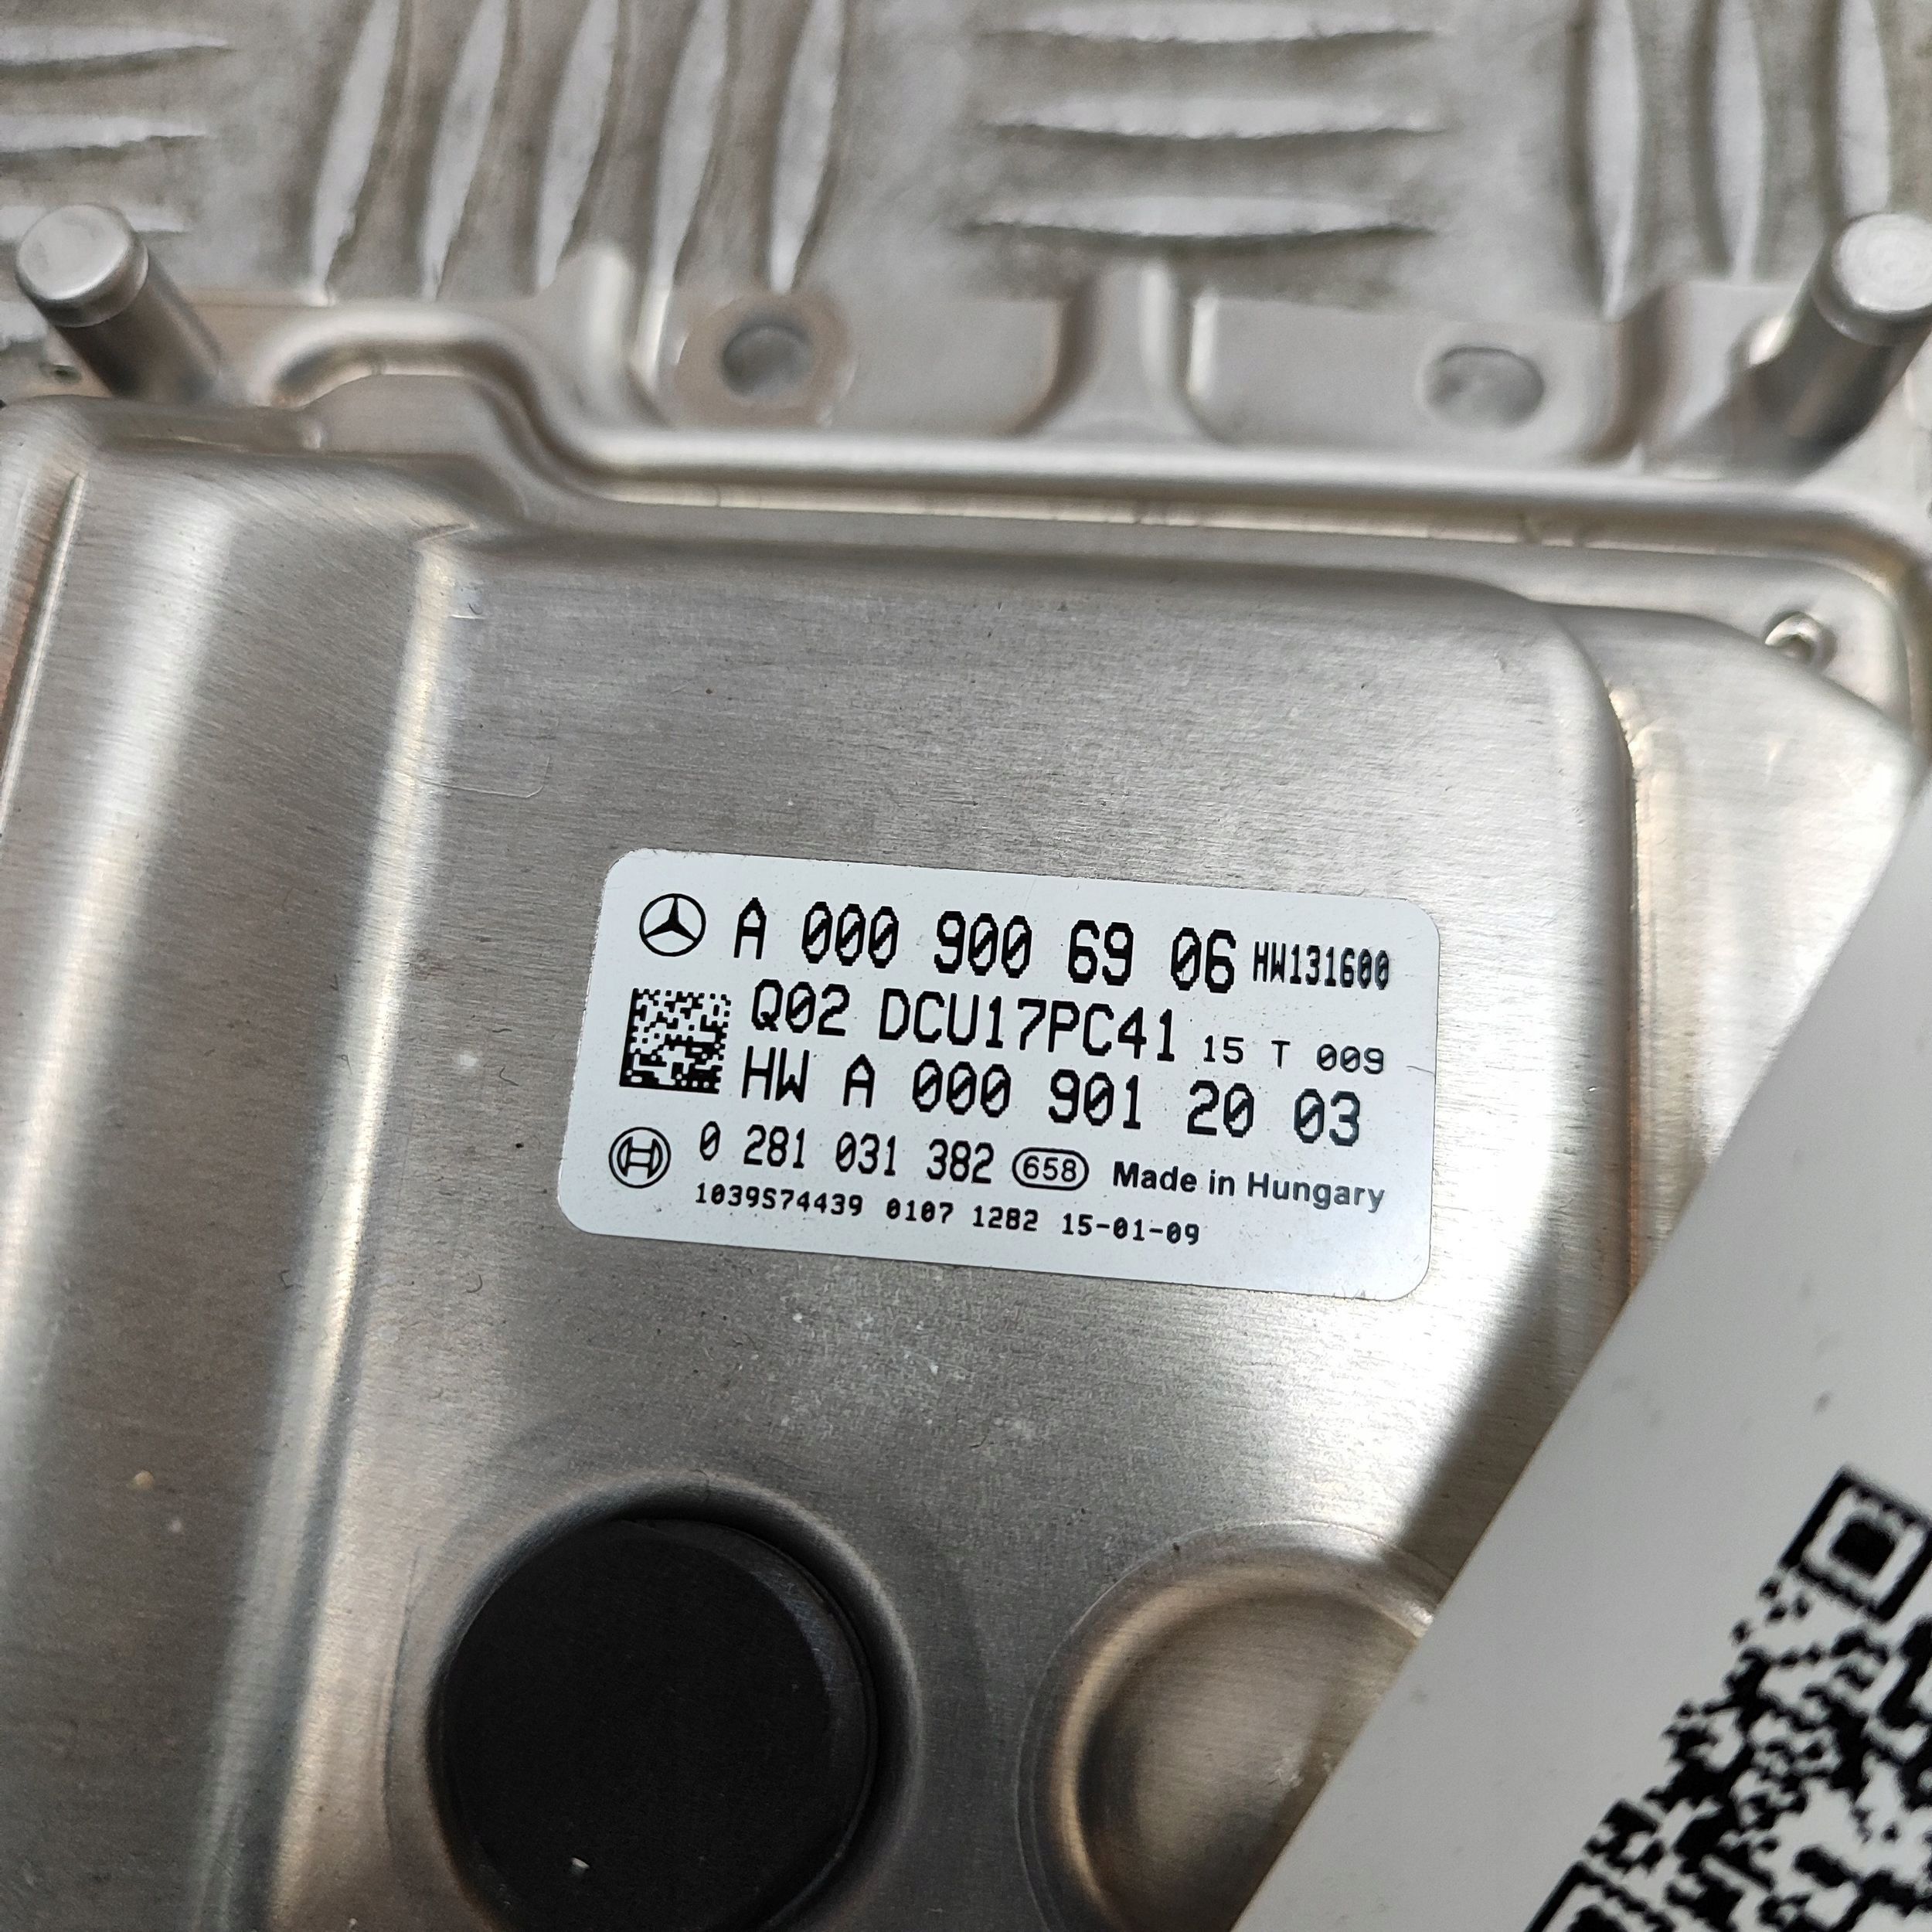 A 000 900 69 06 HW131600
Q02 DCU17PC41 15 T 009
HW A 000 901 20 03
0 281 031 382 658 Made in Hungary
1039S74439 0107 1282 15-01-09